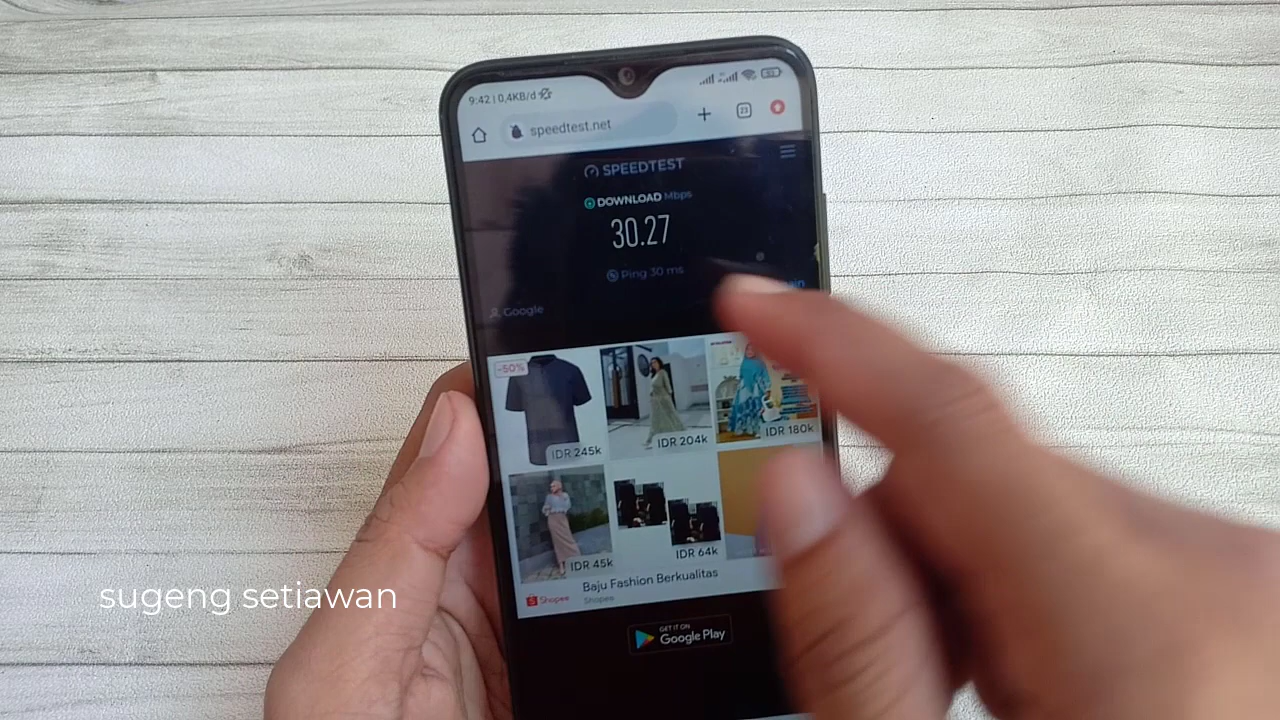 9:42 | 0,4KB/d
23
speedtest.net
SPEEDTEST
DOWNLOAD Mbps
30.27
Ping 30 ms
Google
-50%
IDR 245k
IDR 204k
IDR 180k
IDR 45k
IDR 64k
Baju Fashion Berkualitas
Shopee
Shopee
GET IT ON
Google Play
sugeng setiawan